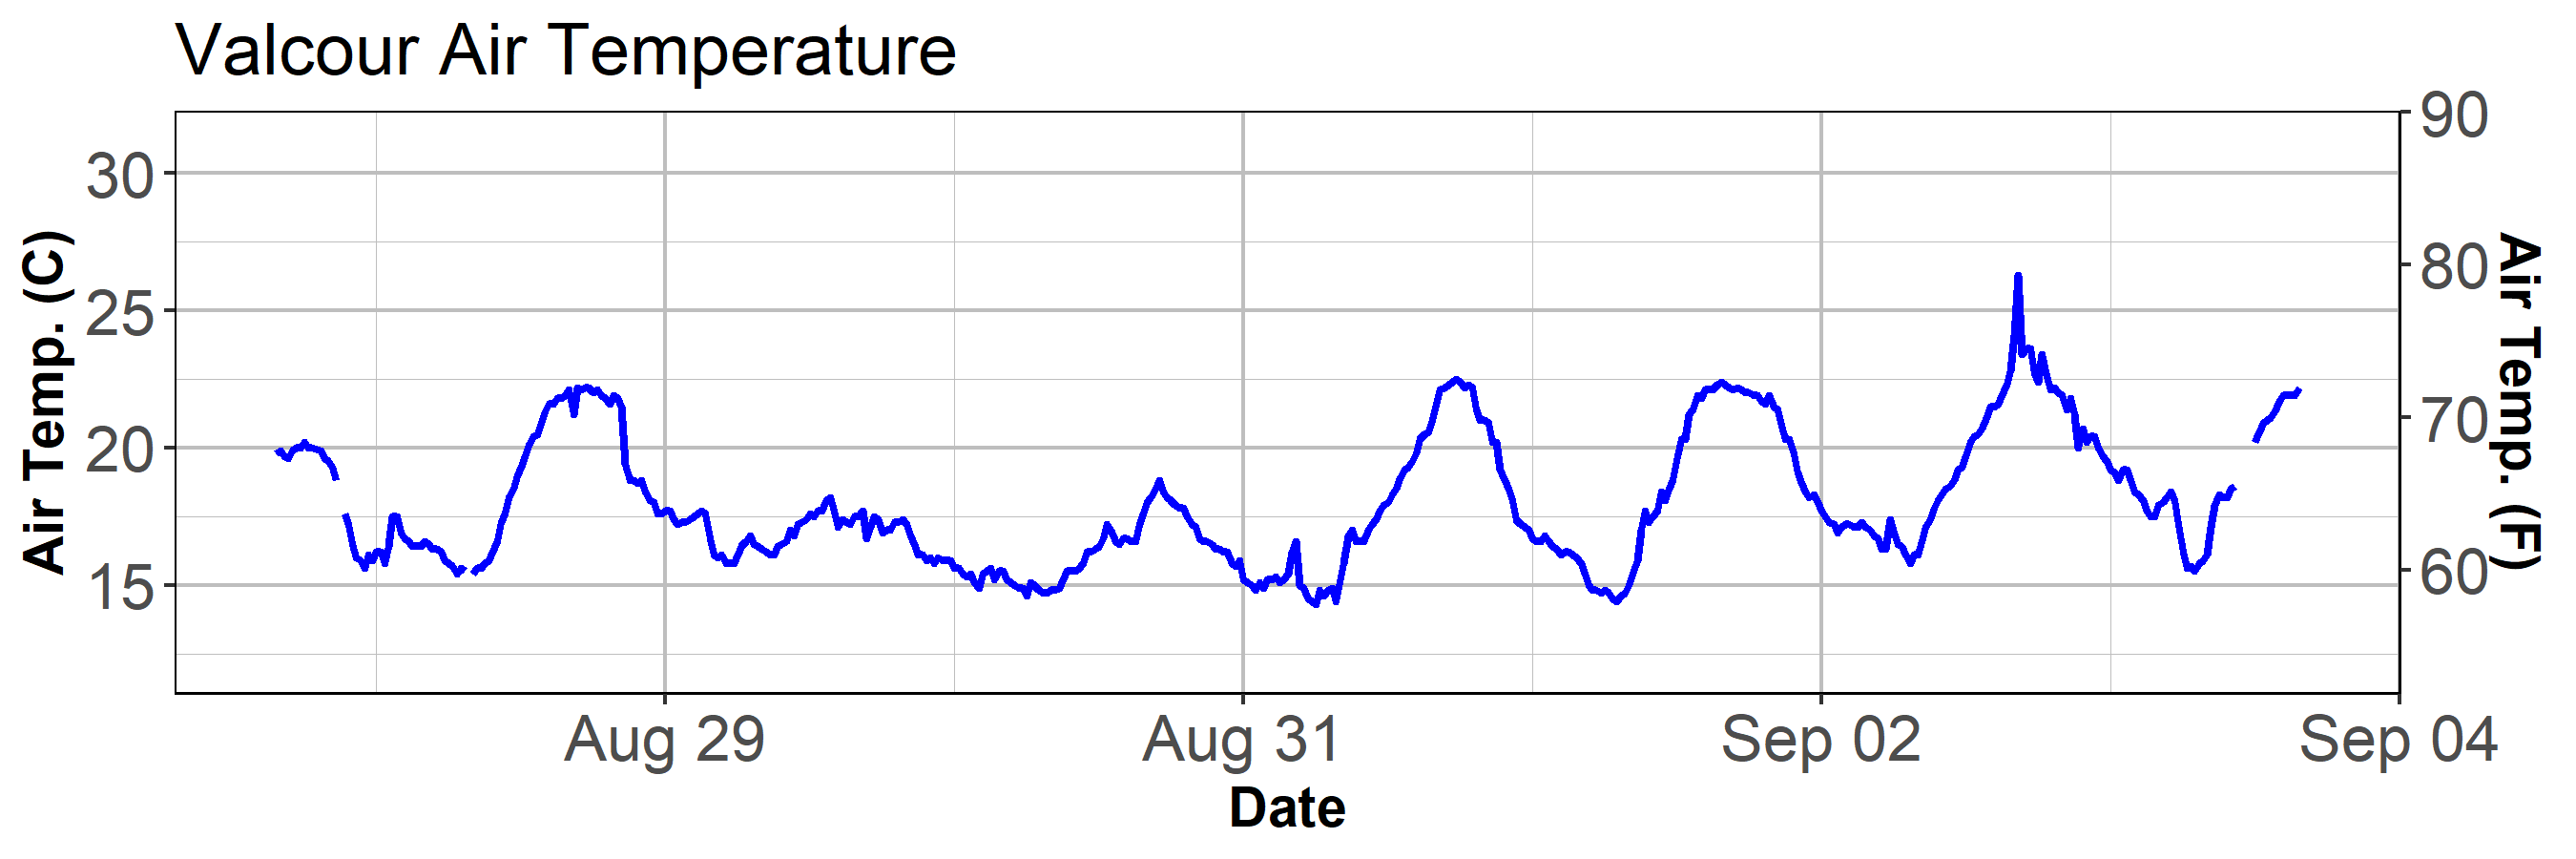 Valcour Air Temperature
Air Temp. (C)
30
25
20
15
90
80
70
60
Air Temp. (F)
Aug 29
Aug 31
Sep 02
Sep 04
Date